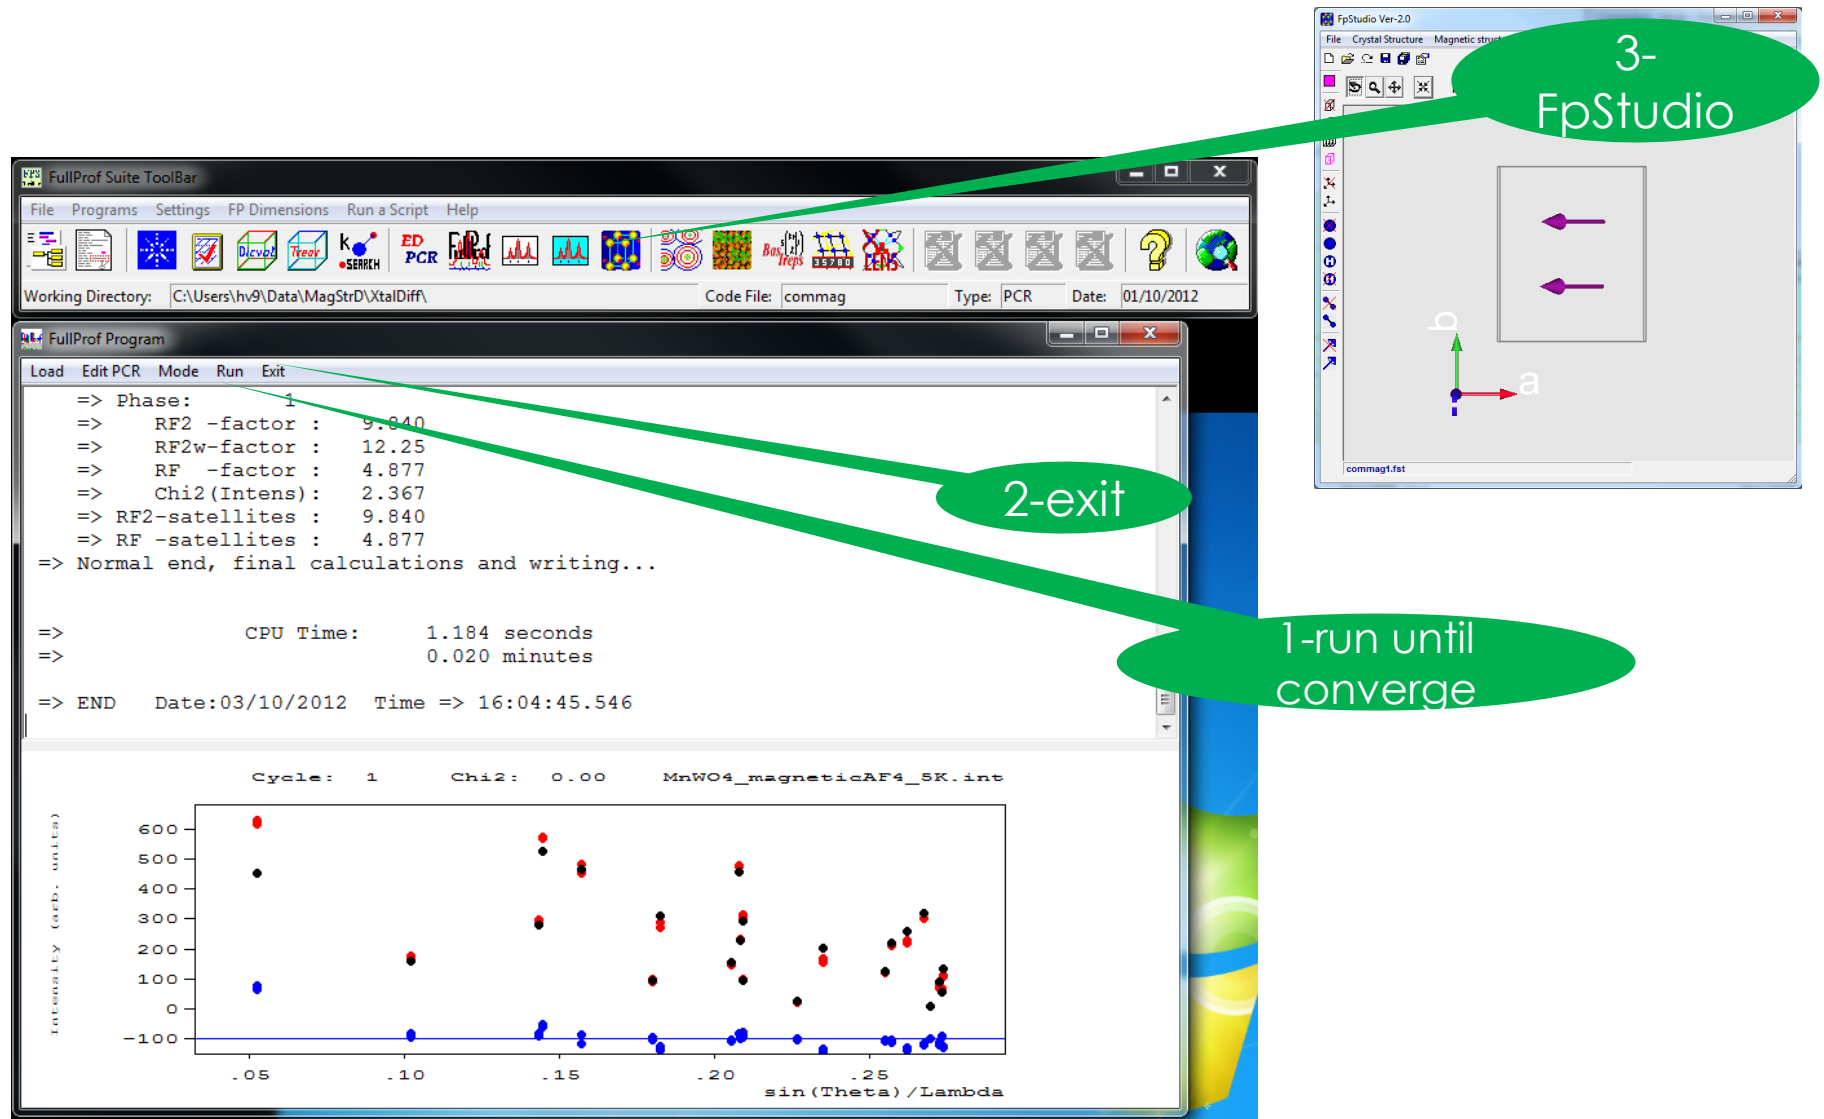 FpStudio Ver-2.0
File Crystal Structure Magnetic struct
3-
FpStudio
b
a
commag1.fst
FullProf Suite ToolBar
File Programs Settings FP Dimensions Run a Script Help
Dicvol
Treor
k
SEARCH
ED
PCR
FullProf
BasIreps
35780
Working Directory: C:\Users\hv9\Data\MagStrD\XtalDiff\ Code File: commag Type: PCR Date: 01/10/2012
FullProf Program
Load Edit PCR Mode Run Exit
=> Phase: 1
=> RF2 -factor : 9.840
=> RF2w-factor : 12.25
=> RF -factor : 4.877
=> Chi2(Intens): 2.367
=> RF2-satellites : 9.840
=> RF -satellites : 4.877
=> Normal end, final calculations and writing...
=> CPU Time: 1.184 seconds
=> 0.020 minutes
=> END Date:03/10/2012 Time => 16:04:45.546
2-exit
1-run until
converge
Cycle: 1 Chi2: 0.00 MnWO4_magneticAF4_5K.int
Intensity (arb. units)
600
500
400
300
200
100
0
-100
.05 .10 .15 .20 .25
sin(Theta)/Lambda